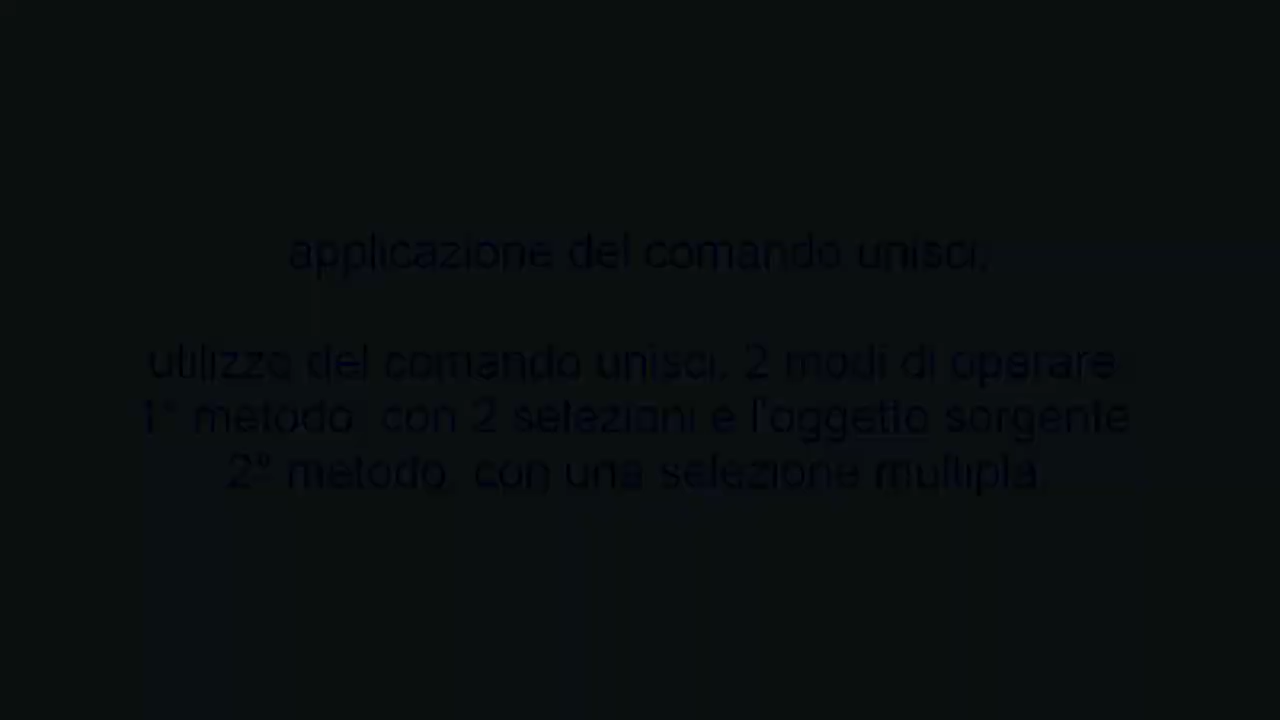 applicazione del comando unisci.
utilizzo del comando unisci. 2 modi di operare
1° metodo, con 2 selezioni e l'oggetto sorgente
2° metodo, con una selezione multipla.